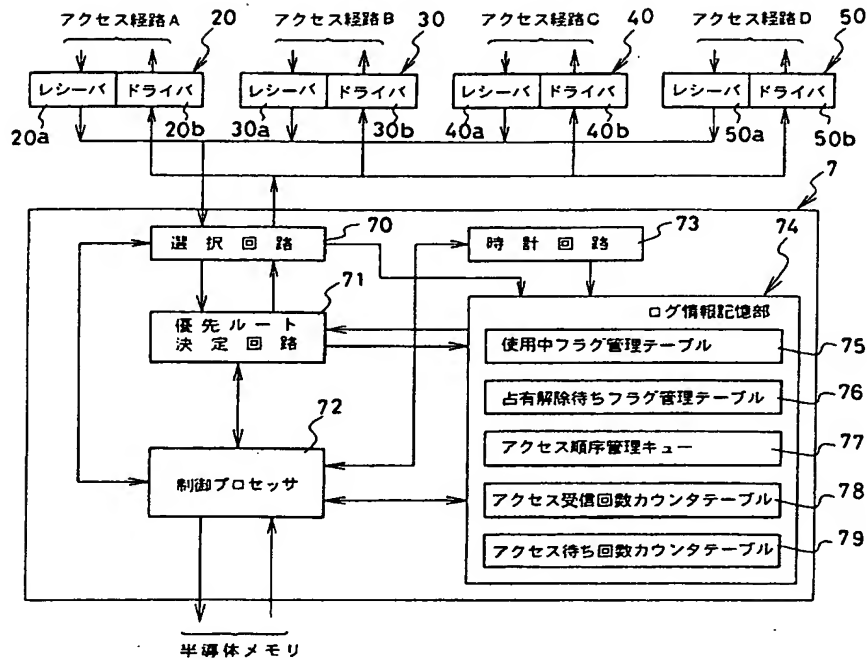 アクセス経路A
20
アクセス経路B
30
アクセス経路C
40
アクセス経路D
50
レシーバ ドライバ
レシーバ ドライバ
レシーバ ドライバ
レシーバ ドライバ
20a
20b
30a
30b
40a
40b
50a
50b
7
選択回路
70
時計回路
73
74
71
優先ルート
決定回路
ログ情報記憶部
使用中フラグ管理テーブル
75
占有解除待ちフラグ管理テーブル
76
72
アクセス順序管理キュー
77
制御プロセッサ
アクセス受信回数カウンタテーブル
78
アクセス待ち回数カウンタテーブル
79
半導体メモリ